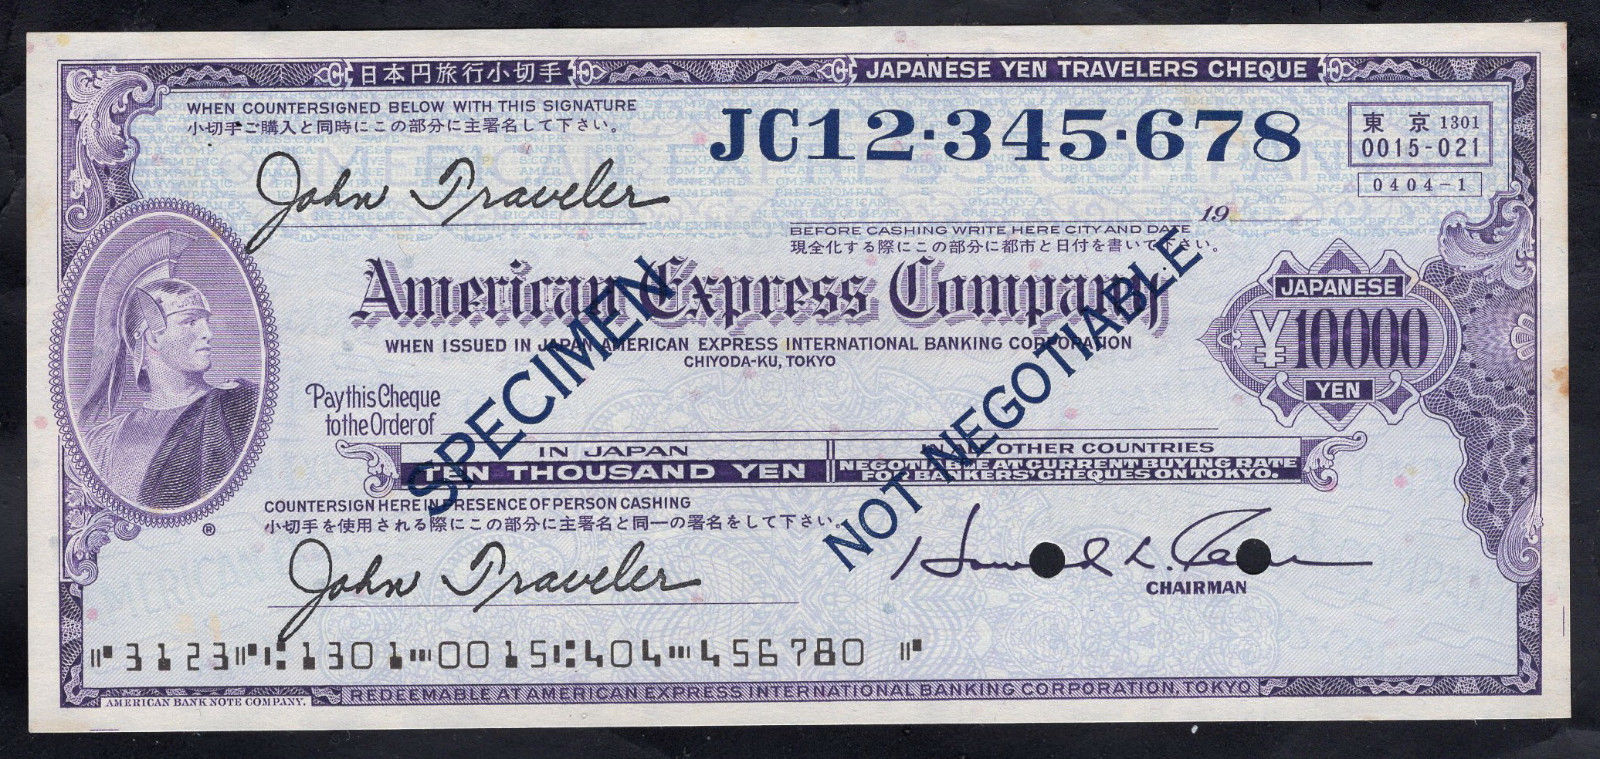 日本円旅行小切手
JAPANESE YEN TRAVELERS CHEQUE
WHEN COUNTERSIGNED BELOW WITH THIS SIGNATURE
小切手ご購入と同時にこの部分に主署名して下さい。
JC12·345·678
東京 1301
0015-021
0404-1
John Traveler
19
BEFORE CASHING WRITE HERE CITY AND DATE
現金化する際にこの部分に都市と日付を書いて下さい。
American Express Company
JAPANESE
¥10000
YEN
WHEN ISSUED IN JAPAN AMERICAN EXPRESS INTERNATIONAL BANKING CORPORATION
CHIYODA-KU, TOKYO
Pay this Cheque
to the Order of
SPECIMEN
NOT NEGOTIABLE
IN JAPAN
TEN THOUSAND YEN
IN OTHER COUNTRIES
NEGOTIABLE AT CURRENT BUYING RATE
FOR BANKERS' CHEQUES ON TOKYO.
COUNTERSIGN HERE IN PRESENCE OF PERSON CASHING
小切手を使用される際にこの部分に主署名と同一の署名をして下さい。
®
John Traveler
CHAIRMAN
⑈3123⑈⑆1301⑉0015⑆404⑉456780⑈
REDEEMABLE AT AMERICAN EXPRESS INTERNATIONAL BANKING CORPORATION, TOKYO
AMERICAN BANK NOTE COMPANY.